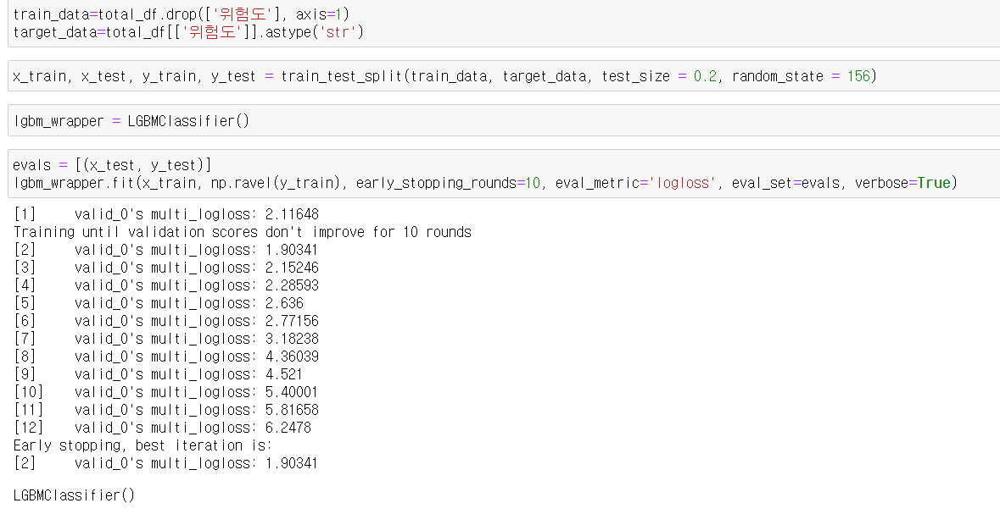 train_data=total_df.drop(['위험도'], axis=1)
target_data=total_df[['위험도']].astype('str')
x_train, x_test, y_train, y_test = train_test_split(train_data, target_data, test_size = 0.2, random_state = 156)
lgbm_wrapper = LGBMClassifier()
evals = [(x_test, y_test)]
lgbm_wrapper.fit(x_train, np.ravel(y_train), early_stopping_rounds=10, eval_metric='logloss', eval_set=evals, verbose=True)
[1] valid_0's multi_logloss: 2.11648
Training until validation scores don't improve for 10 rounds
[2] valid_0's multi_logloss: 1.90341
[3] valid_0's multi_logloss: 2.15246
[4] valid_0's multi_logloss: 2.28593
[5] valid_0's multi_logloss: 2.636
[6] valid_0's multi_logloss: 2.77156
[7] valid_0's multi_logloss: 3.18238
[8] valid_0's multi_logloss: 4.36039
[9] valid_0's multi_logloss: 4.521
[10] valid_0's multi_logloss: 5.40001
[11] valid_0's multi_logloss: 5.81658
[12] valid_0's multi_logloss: 6.2478
Early stopping, best iteration is:
[2] valid_0's multi_logloss: 1.90341
LGBMClassifier()